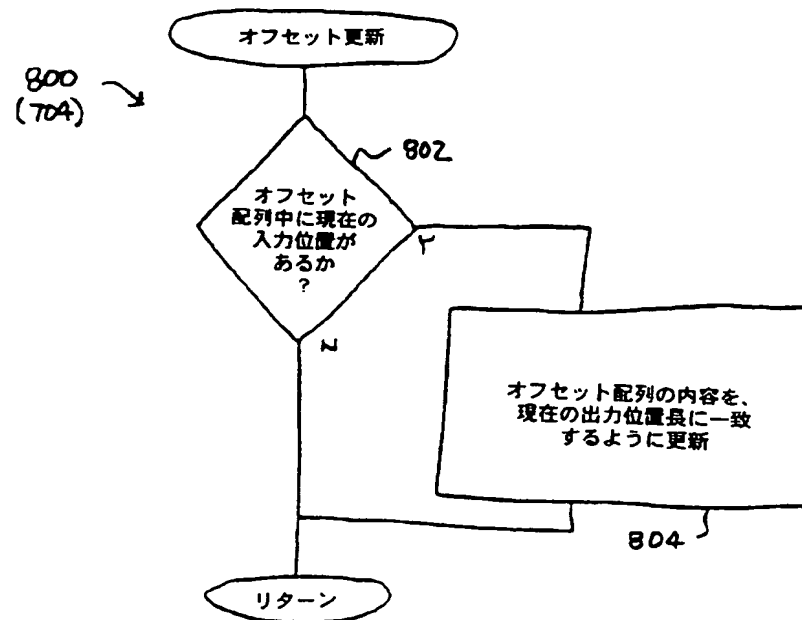 オフセット更新
800
(704)
802
オフセット
配列中に現在の
入力位置が
あるか
?
Y
N
オフセット配列の内容を、
現在の出力位置長に一致
するように更新
804
リターン